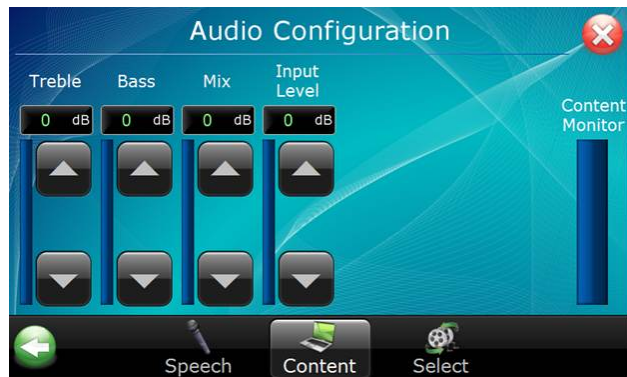 Audio Configuration
Treble
Bass
Mix
Input
Level
Content
Monitor
0 dB
0 dB
0 dB
0 dB
Speech
Content
Select